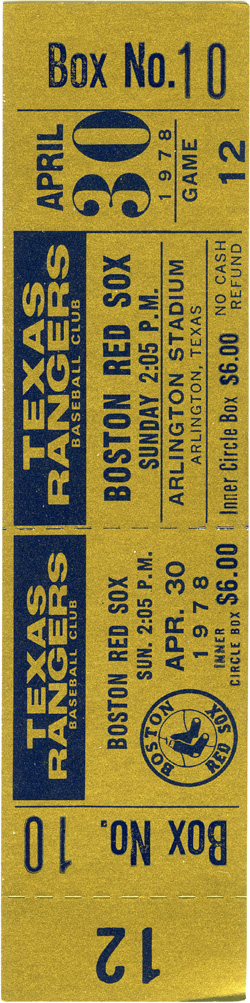 Box No. 10
APRIL
30
1978
GAME
12
TEXAS
RANGERS
BASEBALL CLUB
BOSTON RED SOX
SUNDAY 2:05 P.M.
ARLINGTON STADIUM
ARLINGTON, TEXAS
Inner Circle Box $6.00
NO CASH
REFUND
TEXAS
RANGERS
BASEBALL CLUB
BOSTON RED SOX
SUN. 2:05 P.M.
APR. 30
1978
INNER
CIRCLE BOX $6.00
BOSTON
RED SOX
Box No. 10
12